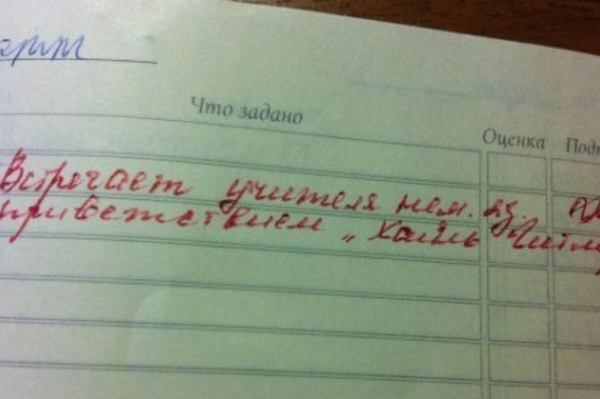 Что задано
Оценка
Встречает учителя нем. яз.
приветствием „Хайль